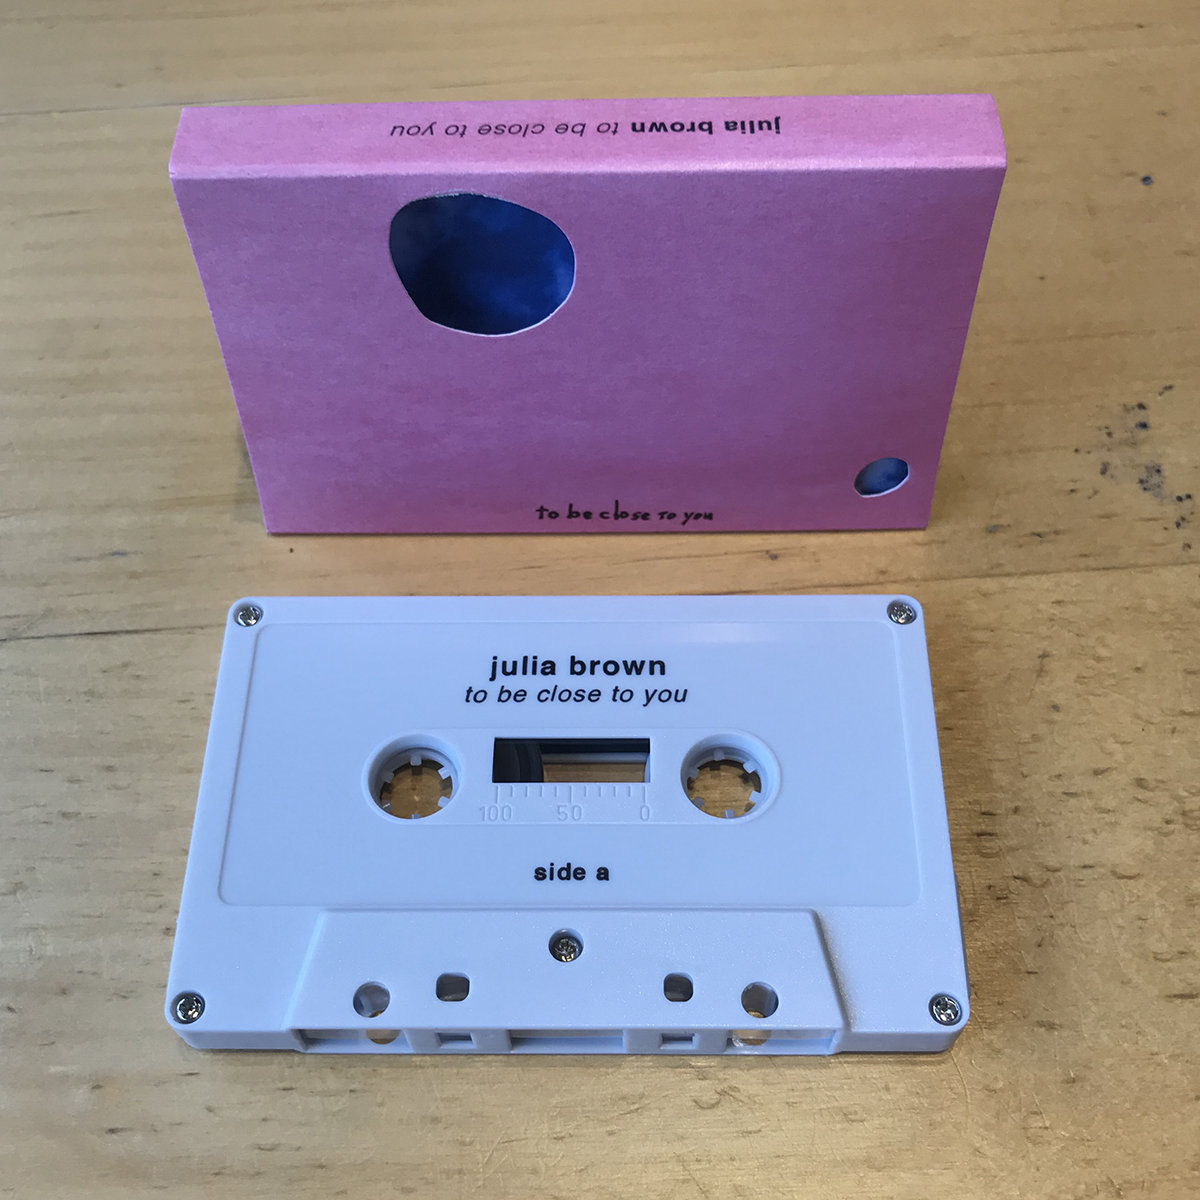 julia brown to be close to you
to be close to you
julia brown
to be close to you
100 50 0
side a